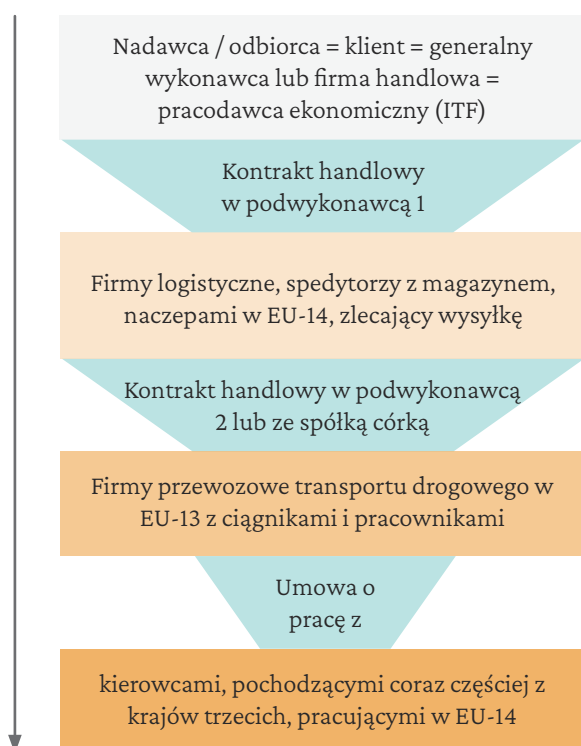 Nadawca / odbiorca = klient = generalny
wykonawca lub firma handlowa =
pracodawca ekonomiczny (ITF)
Kontrakt handlowy
w podwykonawcą 1
Firmy logistyczne, spedytorzy z magazynem,
naczepami w EU-14, zlecający wysyłkę
Kontrakt handlowy w podwykonawcą
2 lub ze spółką córką
Firmy przewozowe transportu drogowego w
EU-13 z ciągnikami i pracownikami
Umowa o
pracę z
kierowcami, pochodzącymi coraz częściej z
krajów trzecich, pracującymi w EU-14